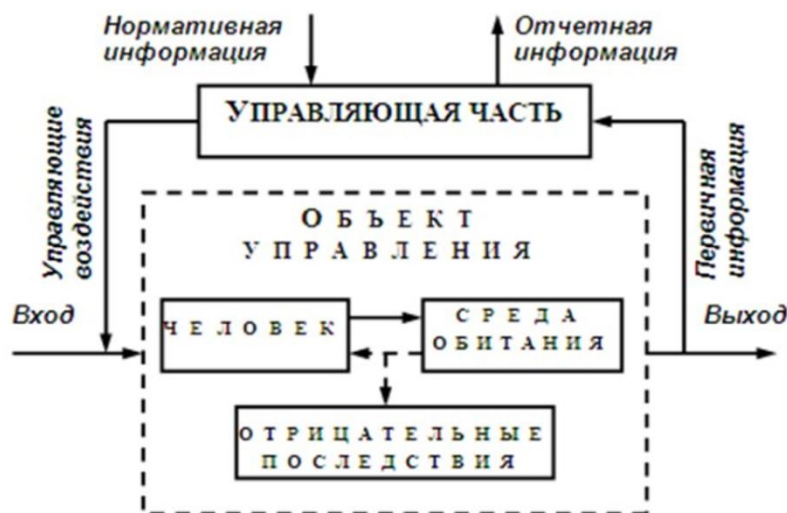 Нормативная
информация
Отчетная
информация
УПРАВЛЯЮЩАЯ ЧАСТЬ
Управляющие
воздействия
Первичная
информация
ОБЪЕКТ
УПРАВЛЕНИЯ
Вход
Выход
ЧЕЛОВЕК
СРЕДА
ОБИТАНИЯ
ОТРИЦАТЕЛЬНЫЕ
ПОСЛЕДСТВИЯ